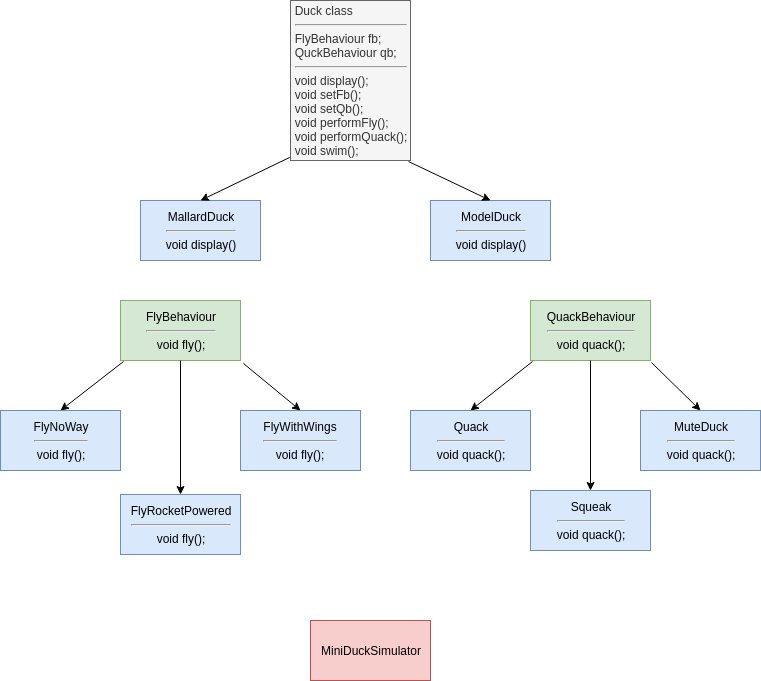 Duck class
FlyBehaviour fb;
QuckBehaviour qb;
void display();
void setFb();
void setQb();
void performFly();
void performQuack();
void swim();
MallardDuck
void display()
ModelDuck
void display()
FlyBehaviour
void fly();
QuackBehaviour
void quack();
FlyNoWay
void fly();
FlyWithWings
void fly();
Quack
void quack();
MuteDuck
void quack();
FlyRocketPowered
void fly();
Squeak
void quack();
MiniDuckSimulator